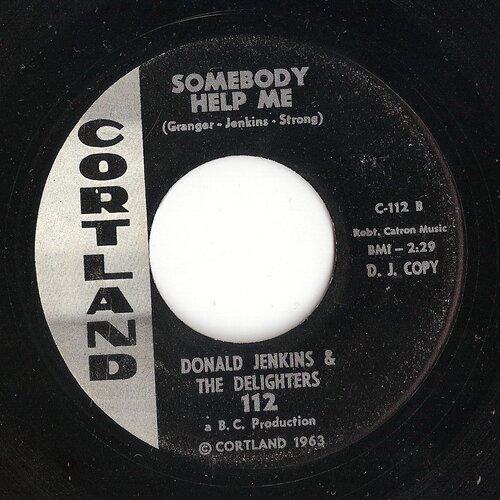 SOMEBODY
HELP ME
(Granger - Jenkins - Strong)
CORTLAND
C-112 B
Robt. Catron Music
BMI - 2:29
D. J. COPY
DONALD JENKINS &
THE DELIGHTERS
112
a B. C. Production
© CORTLAND 1963